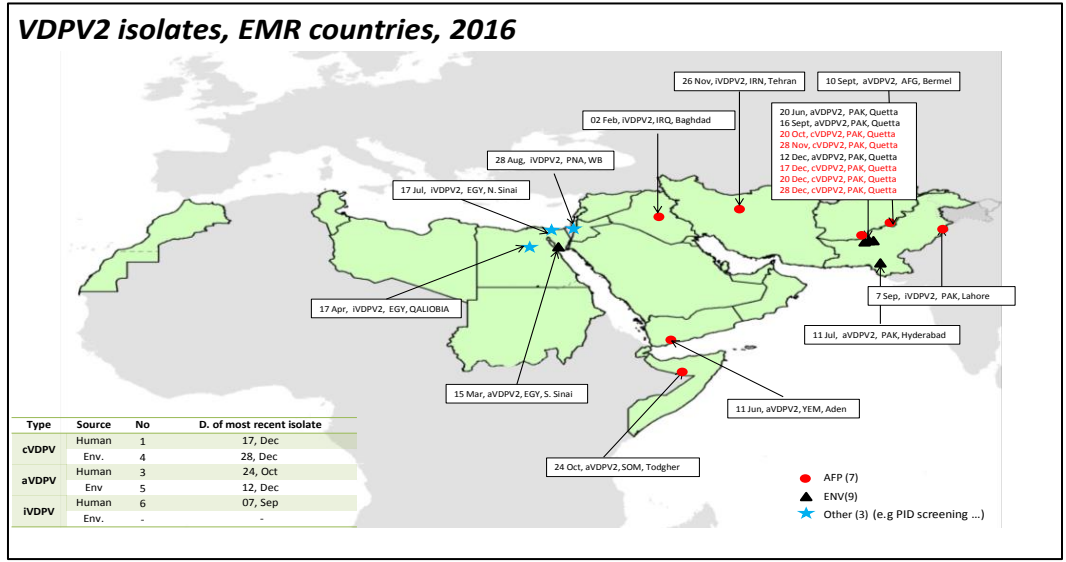 VDPV2 isolates, EMR countries, 2016
26 Nov, iVDPV2, IRN, Tehran
10 Sept, aVDPV2, AFG, Bermel
20 Jun, aVDPV2, PAK, Quetta
16 Sept, aVDPV2, PAK, Quetta
20 Oct, cVDPV2, PAK, Quetta
28 Nov, cVDPV2, PAK, Quetta
12 Dec, aVDPV2, PAK, Quetta
17 Dec, cVDPV2, PAK, Quetta
20 Dec, cVDPV2, PAK, Quetta
28 Dec, cVDPV2, PAK, Quetta
02 Feb, iVDPV2, IRQ, Baghdad
28 Aug, iVDPV2, PNA, WB
17 Jul, iVDPV2, EGY, N. Sinai
17 Apr, iVDPV2, EGY, QALIOBIA
7 Sep, iVDPV2, PAK, Lahore
11 Jul, aVDPV2, PAK, Hyderabad
15 Mar, aVDPV2, EGY, S. Sinai
11 Jun, aVDPV2, YEM, Aden
24 Oct, aVDPV2, SOM, Todgher
Type Source No D. of most recent isolate
cVDPV Human 1 17, Dec
Env. 4 28, Dec
aVDPV Human 3 24, Oct
Env 5 12, Dec
iVDPV Human 6 07, Sep
Env. - -
AFP (7)
ENV(9)
Other (3) (e.g PID screening ...)